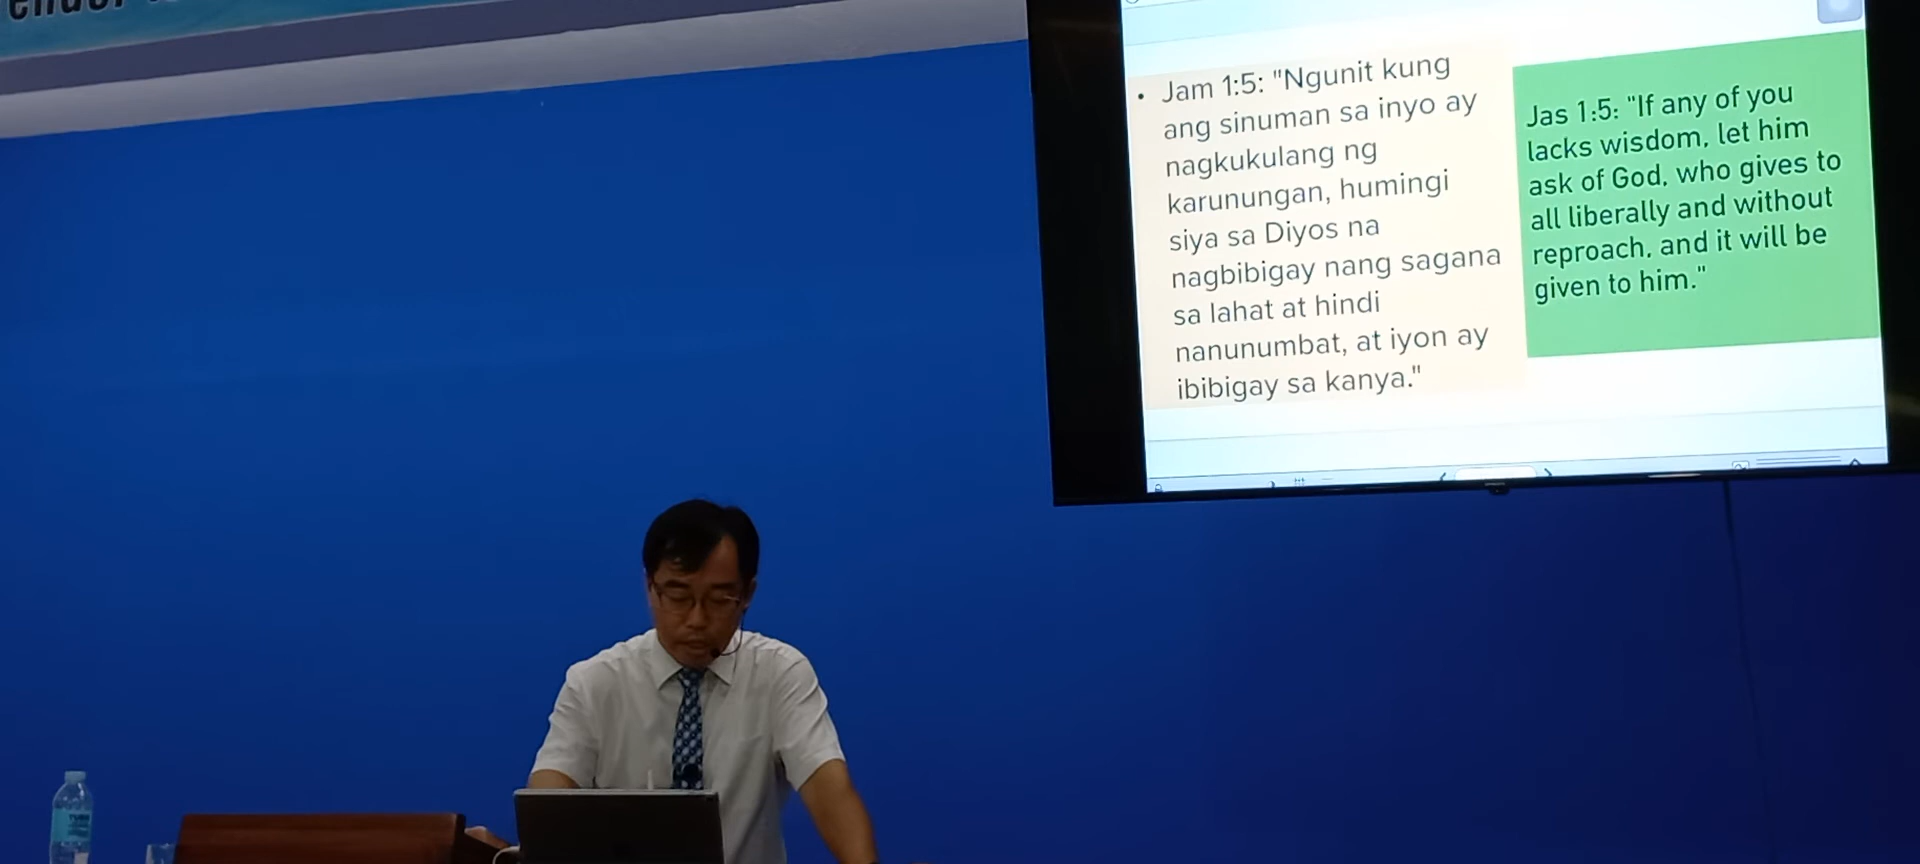 • Jam 1:5: "Ngunit kung
ang sinuman sa inyo ay
nagkukulang ng
karunungan, humingi
siya sa Diyos na
nagbibigay nang sagana
sa lahat at hindi
nanunumbat, at iyon ay
ibibigay sa kanya."
Jas 1:5: "If any of you
lacks wisdom, let him
ask of God, who gives to
all liberally and without
reproach, and it will be
given to him."